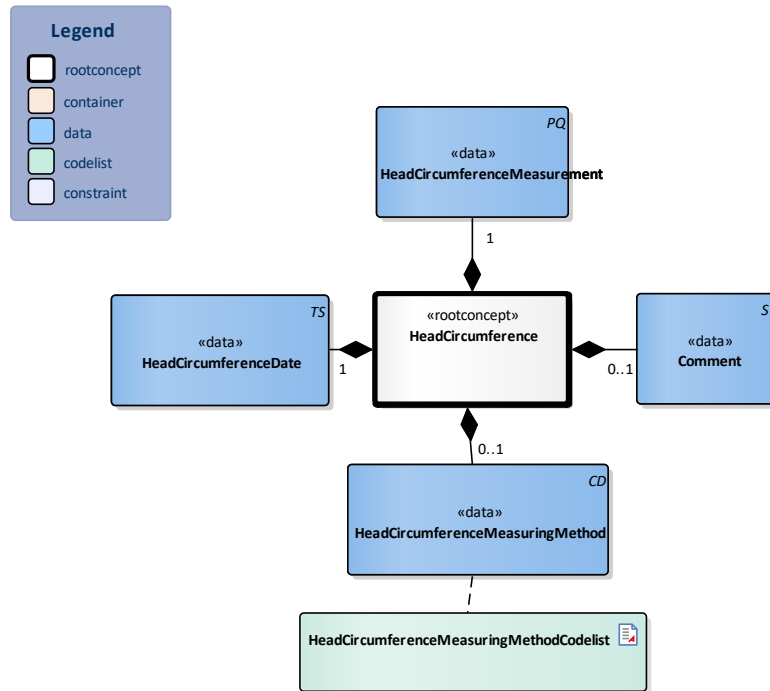 Legend
rootconcept
container
data
codelist
constraint
PQ
«data»
HeadCircumferenceMeasurement
1
TS
«data»
HeadCircumferenceDate
1
«rootconcept»
HeadCircumference
S
«data»
Comment
0..1
0..1
CD
«data»
HeadCircumferenceMeasuringMethod
HeadCircumferenceMeasuringMethodCodelist